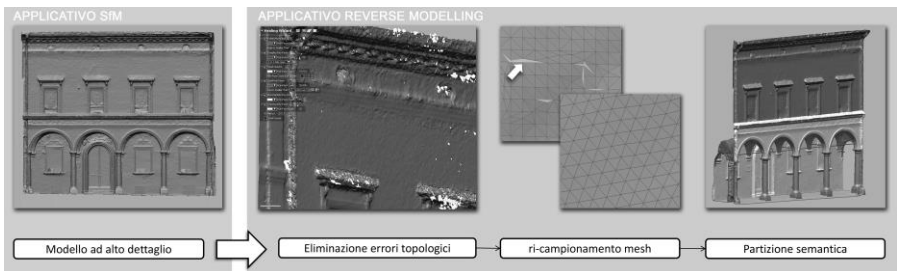 APPLICATIVO SfM
APPLICATIVO REVERSE MODELLING
Modello ad alto dettaglio
Eliminazione errori topologici
ri-campionamento mesh
Partizione semantica